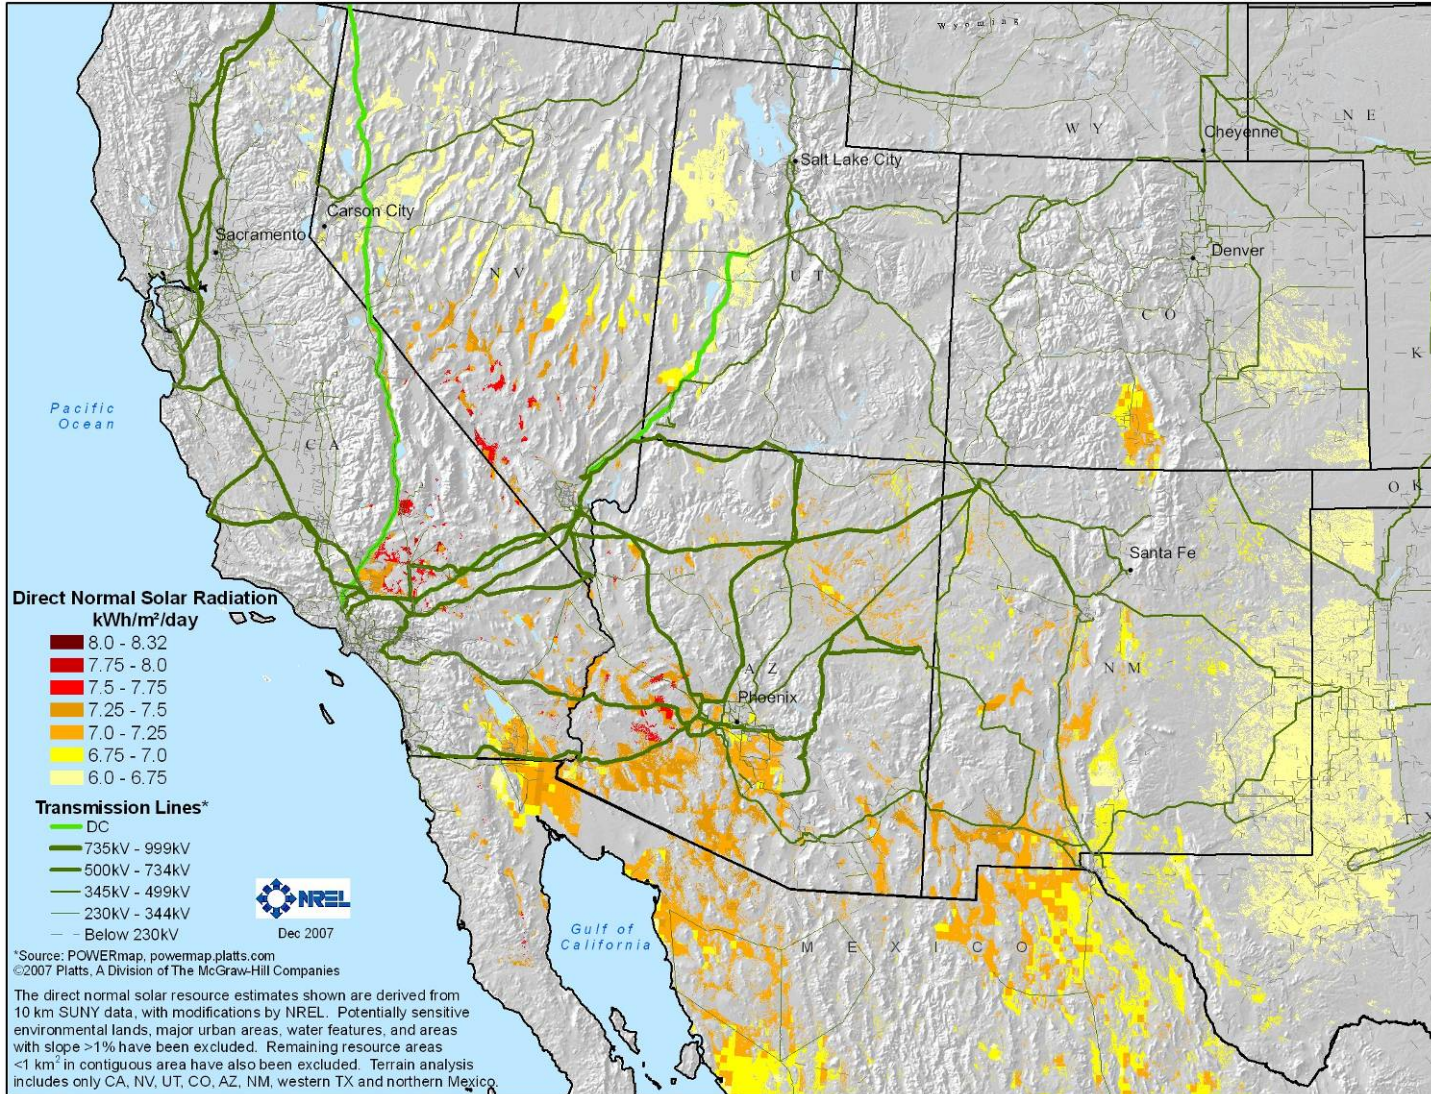 Wyoming
WY
NE
Cheyenne
Salt Lake City
Carson City
Sacramento
Denver
NV
UT
CO
K
Pacific
Ocean
CA
OK
Santa Fe
Direct Normal Solar Radiation
kWh/m²/day
8.0 - 8.32
7.75 - 8.0
7.5 - 7.75
7.25 - 7.5
7.0 - 7.25
6.75 - 7.0
6.0 - 6.75
AZ
NM
Phoenix
Transmission Lines*
DC
735kV - 999kV
500kV - 734kV
345kV - 499kV
230kV - 344kV
Below 230kV
TX
NREL
Dec 2007
Gulf of
California
MEXICO
*Source: POWERmap, powermap.platts.com
©2007 Platts, A Division of The McGraw-Hill Companies
The direct normal solar resource estimates shown are derived from
10 km SUNY data, with modifications by NREL. Potentially sensitive
environmental lands, major urban areas, water features, and areas
with slope >1% have been excluded. Remaining resource areas
<1 km² in contiguous area have also been excluded. Terrain analysis
includes only CA, NV, UT, CO, AZ, NM, western TX and northern Mexico.